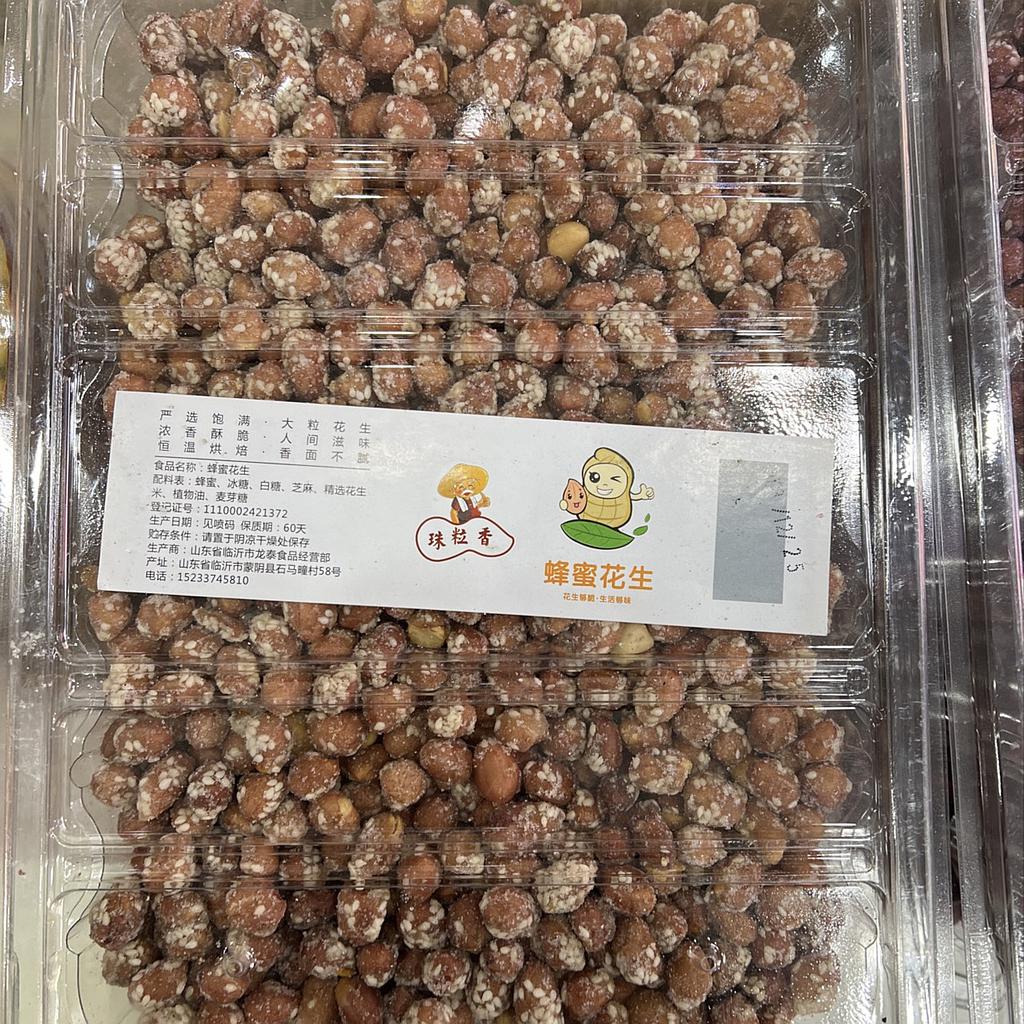 严选饱满·大粒花生
浓香酥脆·人间滋味
恒温烘焙·香面不腻
食品名称：蜂蜜花生
配料表：蜂蜜、冰糖、白糖、芝麻、精选花生
米、植物油、麦芽糖
登记证号：1110002421372
生产日期：见喷码 保质期：60天
贮存条件：请置于阴凉干燥处保存
生产商：山东省临沂市龙泰食品经营部
产址：山东省临沂市蒙阴县石马疃村58号
电话：15233745810
珠粒香
蜂蜜花生
花生够脆·生活够味